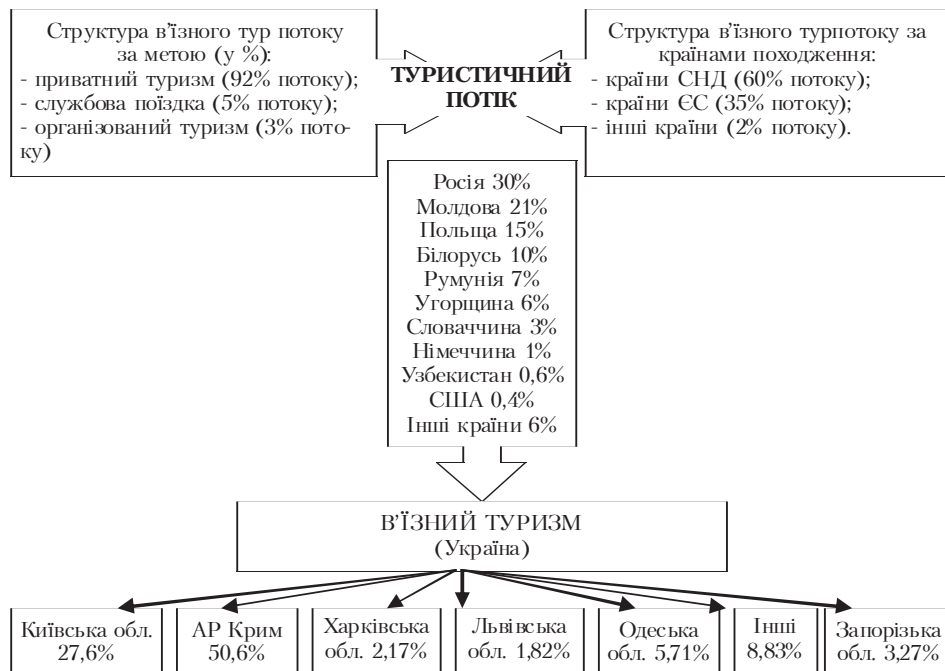 Структура в'їзного тур потоку
за метою (у %):
- приватний туризм (92% потоку);
- службова поїздка (5% потоку);
- організований туризм (3% пото-
ку)
ТУРИСТИЧНИЙ
ПОТІК
Структура в'їзного турпотоку за
країнами походження:
- країни СНД (60% потоку);
- країни ЄС (35% потоку);
- інші країни (2% потоку).
Росія 30%
Молдова 21%
Польща 15%
Білорусь 10%
Румунія 7%
Угорщина 6%
Словаччина 3%
Німеччина 1%
Узбекистан 0,6%
США 0,4%
Інші країни 6%
В'ЇЗНИЙ ТУРИЗМ
(Україна)
Київська обл.
27,6%
АР Крим
50,6%
Харківська
обл. 2,17%
Львівська
обл. 1,82%
Одеська
обл. 5,71%
Інші
8,83%
Запорізька
обл. 3,27%